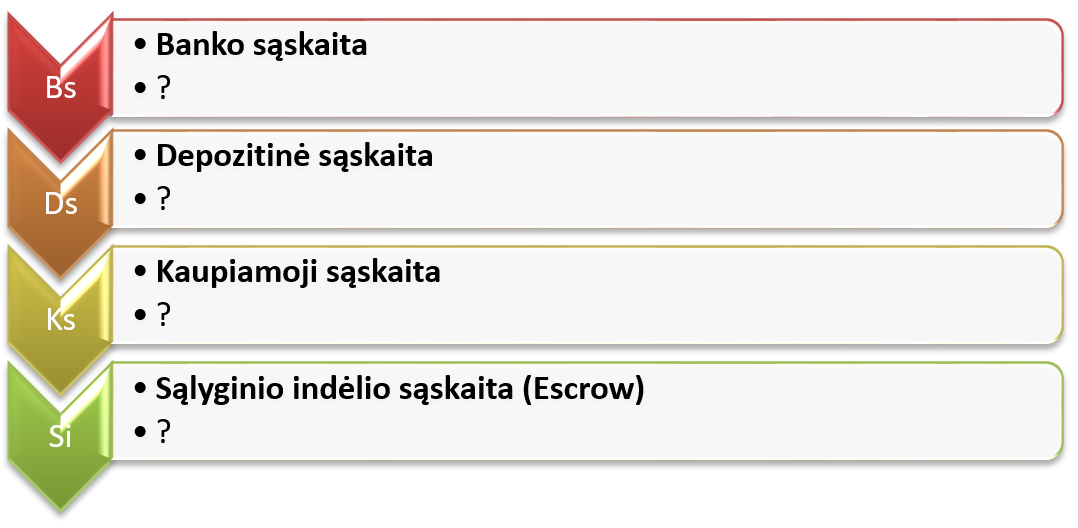 Bs
• Banko sąskaita
• ?
Ds
• Depozitinė sąskaita
• ?
Ks
• Kaupiamoji sąskaita
• ?
Si
• Sąlyginio indėlio sąskaita (Escrow)
• ?